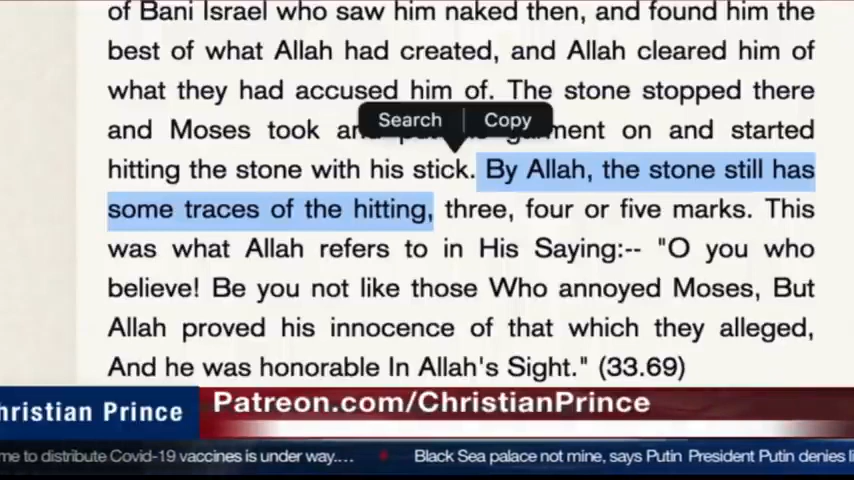 of Bani Israel who saw him naked then, and found him the
best of what Allah had created, and Allah cleared him of
what they had accused him of. The stone stopped there
Search Copy
and Moses took and garment on and started
hitting the stone with his stick. By Allah, the stone still has
some traces of the hitting, three, four or five marks. This
was what Allah refers to in His Saying:-- "O you who
believe! Be you not like those Who annoyed Moses, But
Allah proved his innocence of that which they alleged,
And he was honorable In Allah's Sight." (33.69)
hristian Prince
Patreon.com/ChristianPrince
me to distribute Covid-19 vaccines is under way.... Black Sea palace not mine, says Putin President Putin denies